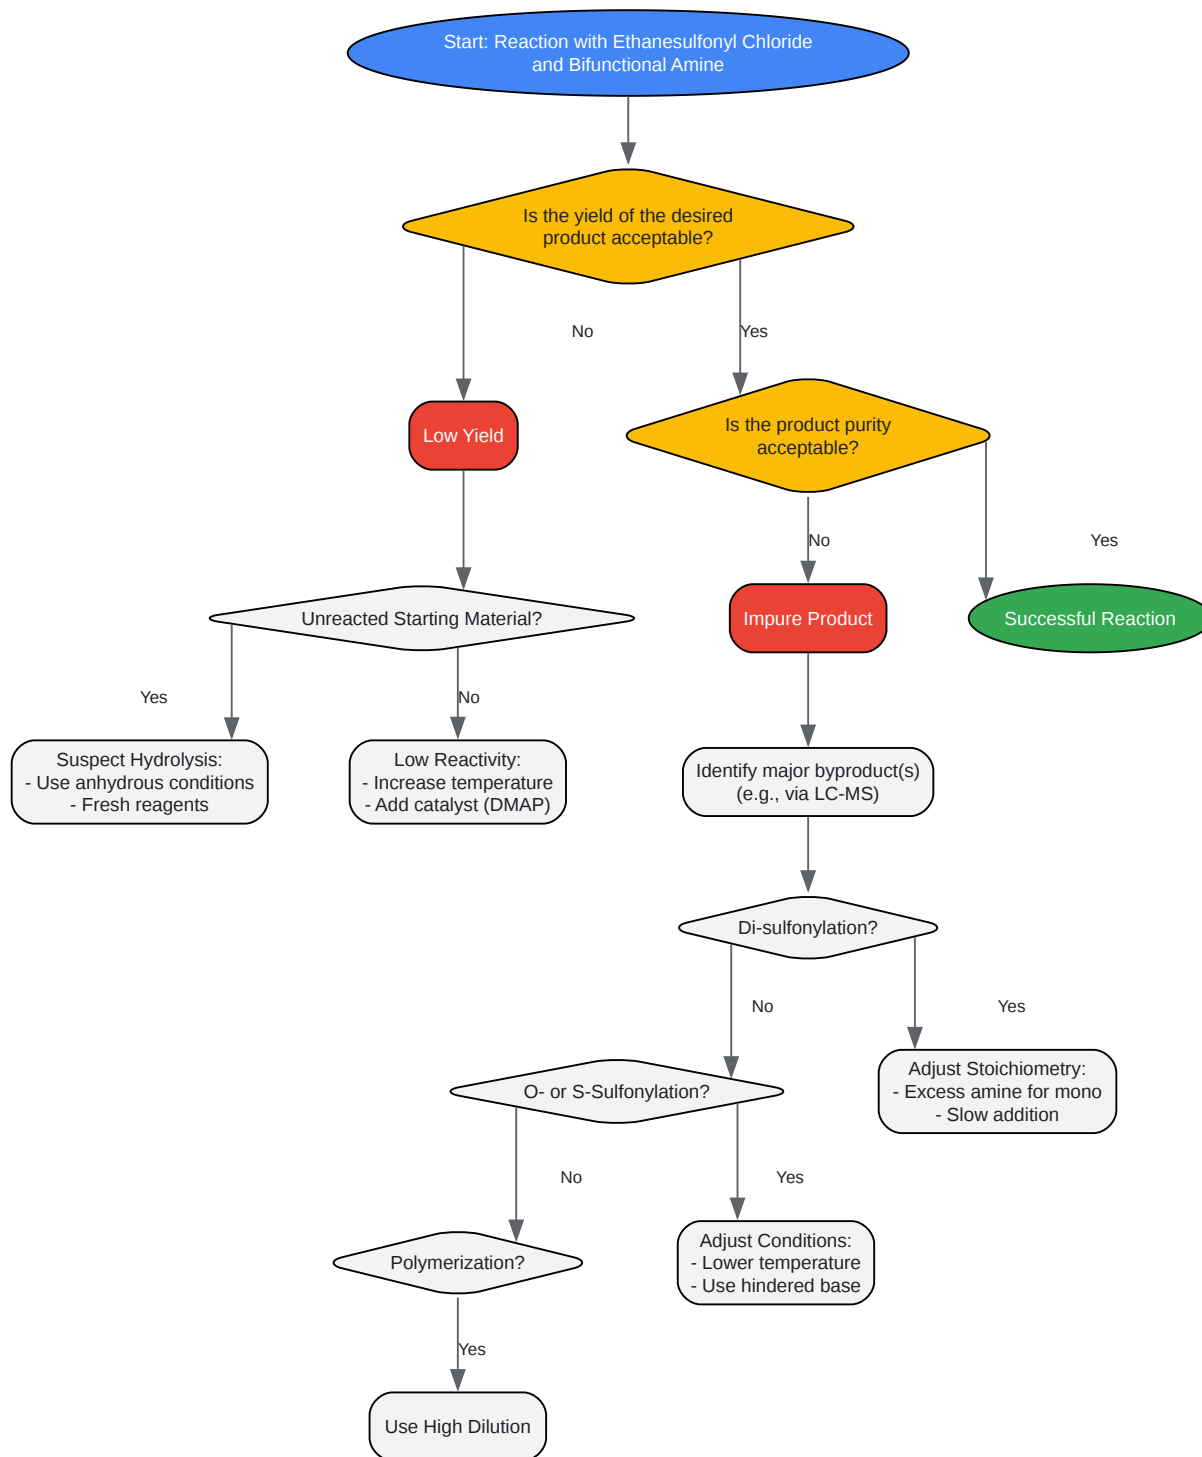 Start: Reaction with Ethanesulfonyl Chloride
and Bifunctional Amine
Is the yield of the desired
product acceptable?
No
Yes
Low Yield
Is the product purity
acceptable?
No
Yes
Unreacted Starting Material?
Impure Product
Successful Reaction
Yes
No
Suspect Hydrolysis:
- Use anhydrous conditions
- Fresh reagents
Low Reactivity:
- Increase temperature
- Add catalyst (DMAP)
Identify major byproduct(s)
(e.g., via LC-MS)
Di-sulfonylation?
No
Yes
O- or S-Sulfonylation?
Adjust Stoichiometry:
- Excess amine for mono
- Slow addition
No
Yes
Polymerization?
Adjust Conditions:
- Lower temperature
- Use hindered base
Yes
Use High Dilution